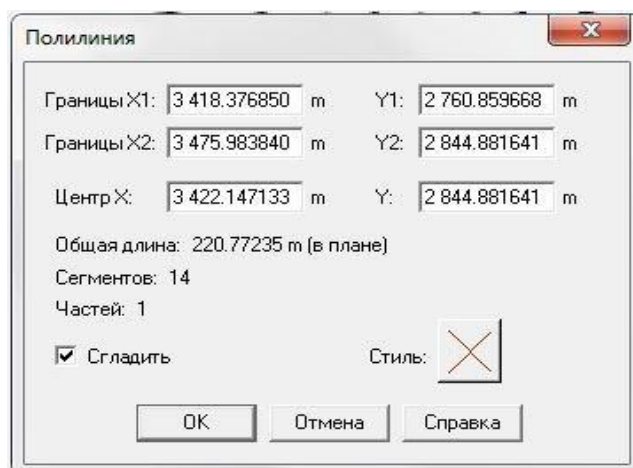 Полилиния
Границы X1: 3 418.376850 m Y1: 2 760.859668 m
Границы X2: 3 475.983840 m Y2: 2 844.881641 m
Центр X: 3 422.147133 m Y: 2 844.881641 m
Общая длина: 220.77235 m (в плане)
Сегментов: 14
Частей: 1
Сгладить Стиль:
OK Отмена Справка